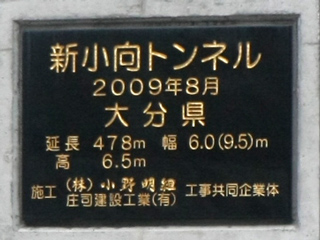 新小向トンネル
2009年8月
大分県
延長 478m 幅 6.0(9.5)m
高 6.5m
施工 (株)小野明組 庄司建設工業(有) 工事共同企業体